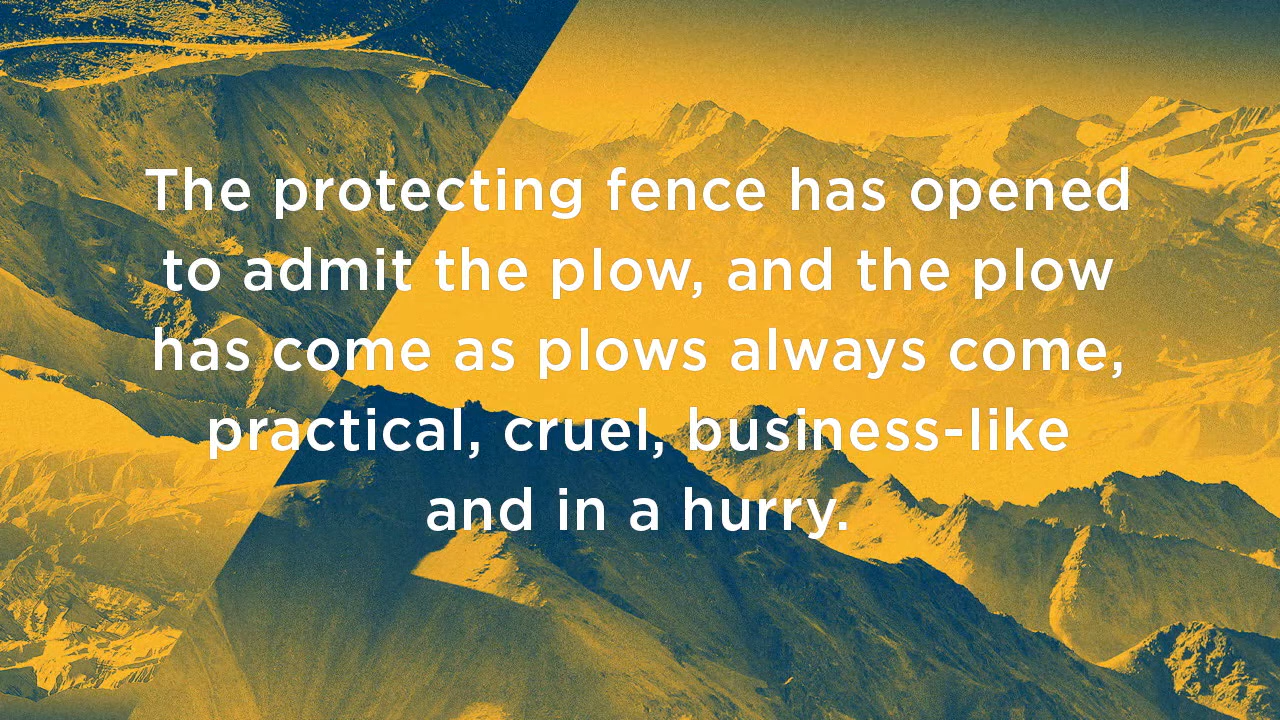 The protecting fence has opened
to admit the plow, and the plow
has come as plows always come,
practical, cruel, business-like
and in a hurry.